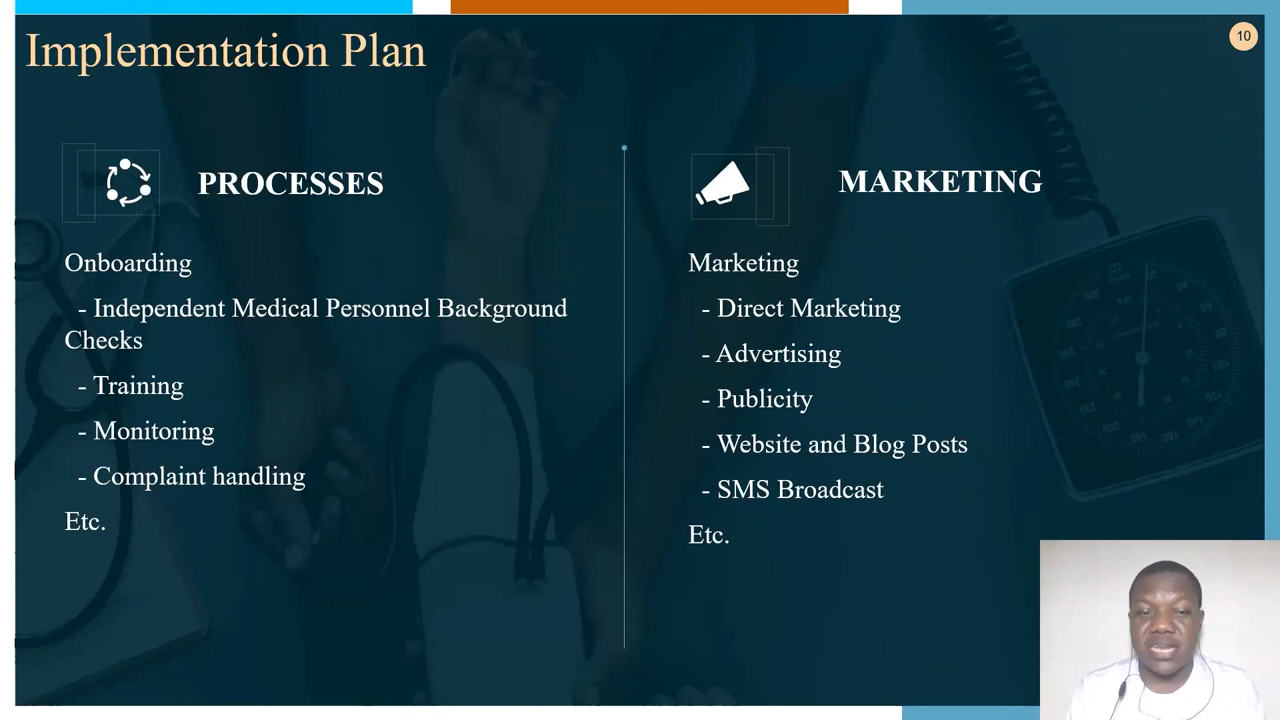 Implementation Plan
10
PROCESSES
Onboarding
- Independent Medical Personnel Background
Checks
- Training
- Monitoring
- Complaint handling
Etc.
MARKETING
Marketing
- Direct Marketing
- Advertising
- Publicity
- Website and Blog Posts
- SMS Broadcast
Etc.